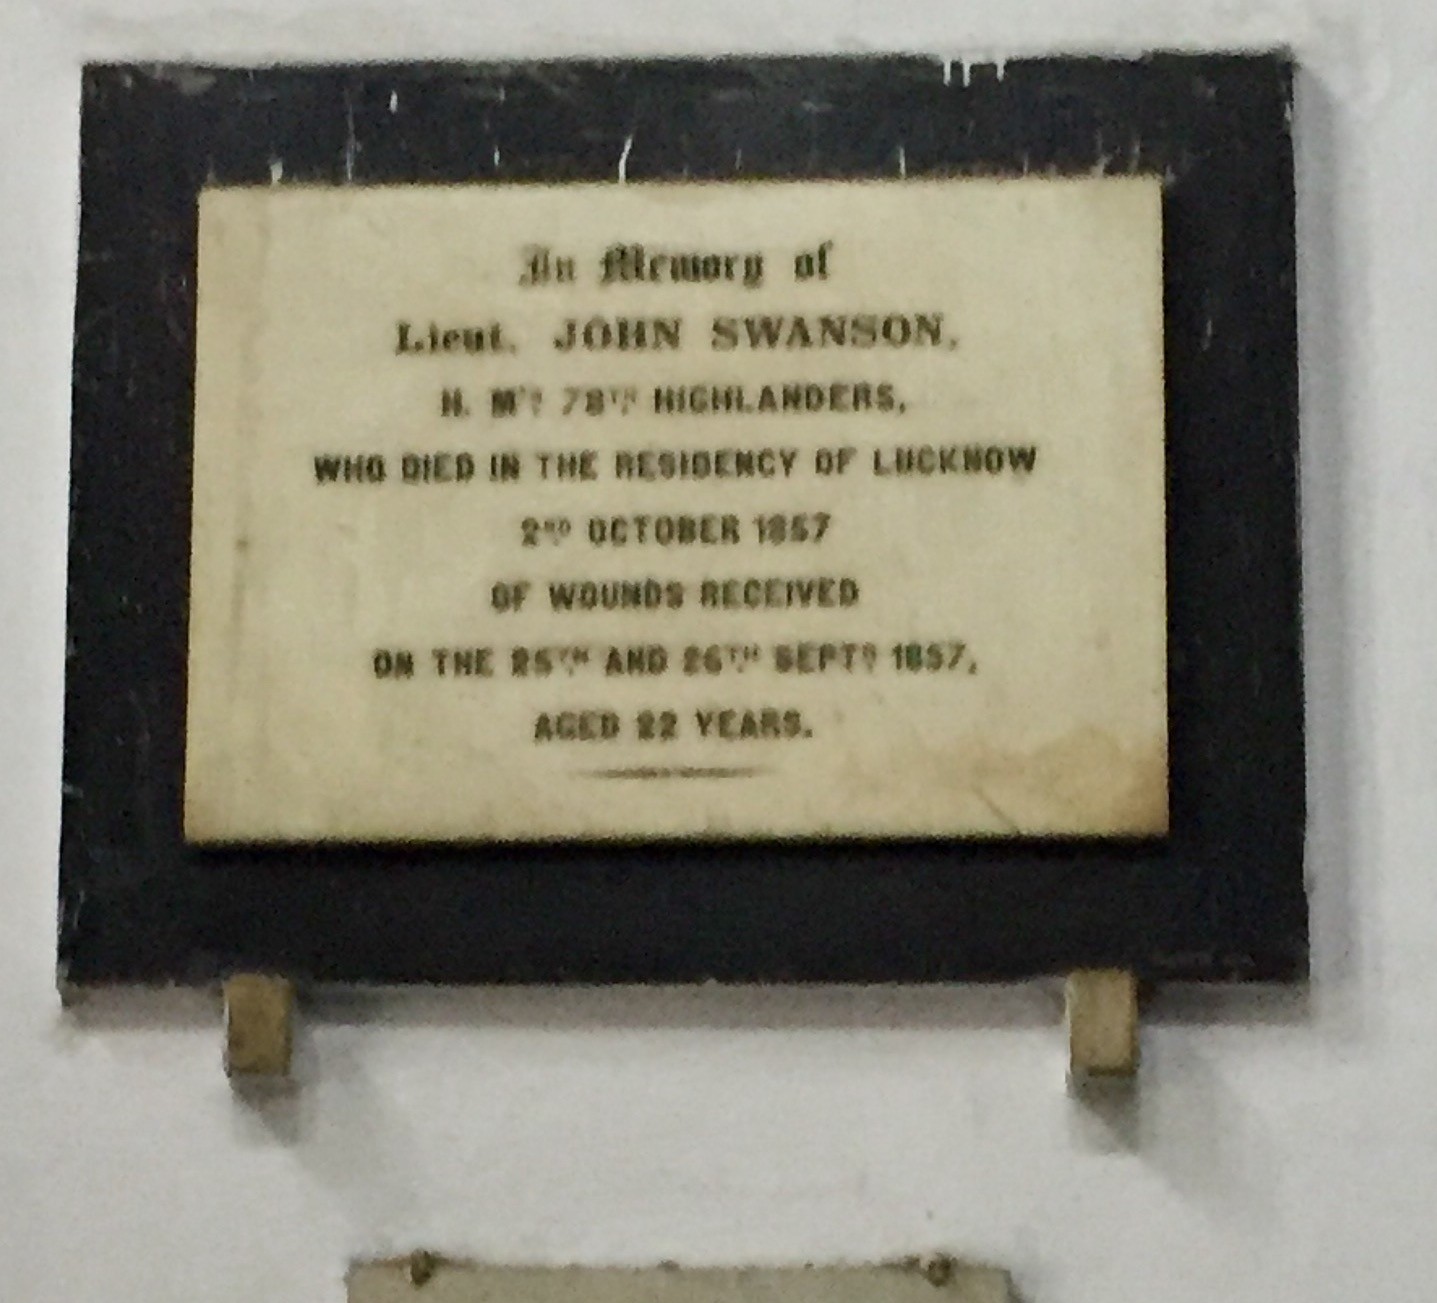 In Memory of
Lieut. JOHN SWANSON,
H. M's 78TH HIGHLANDERS,
WHO DIED IN THE RESIDENCY OF LUCKNOW
2ND OCTOBER 1857
OF WOUNDS RECEIVED
ON THE 25TH AND 26TH SEPTR 1857,
AGED 22 YEARS.